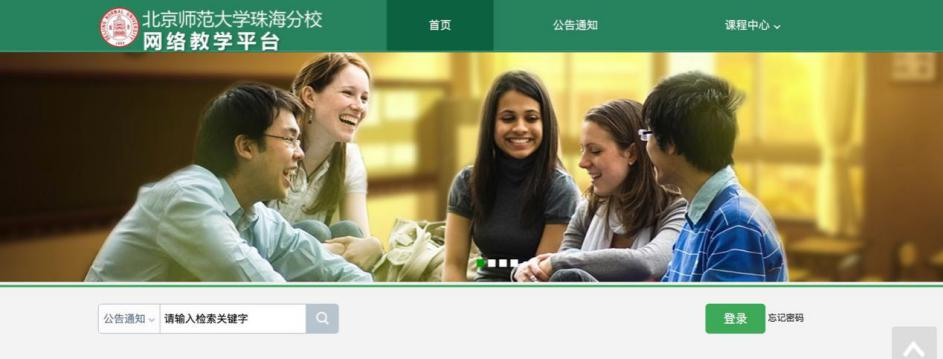 北京师范大学珠海分校
网络教学平台
首页
公告通知
课程中心
公告通知
请输入检索关键字
登录
忘记密码